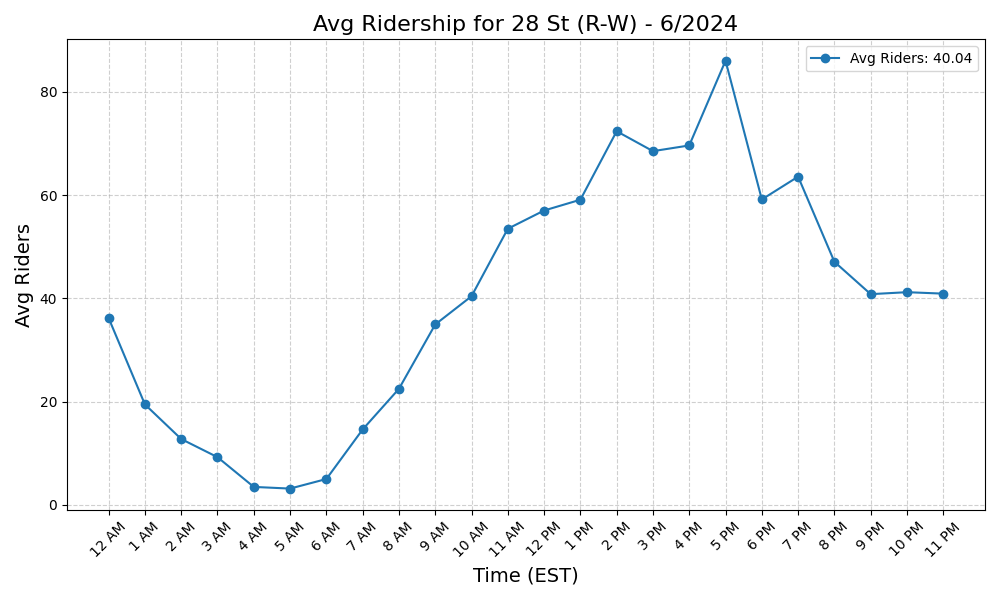 Avg Ridership for 28 St (R-W) - 6/2024
Avg Riders: 40.04
Avg Riders
80
60
40
20
0
12 AM
1 AM
2 AM
3 AM
4 AM
5 AM
6 AM
7 AM
8 AM
9 AM
10 AM
11 AM
12 PM
1 PM
2 PM
3 PM
4 PM
5 PM
6 PM
7 PM
8 PM
9 PM
10 PM
11 PM
Time (EST)